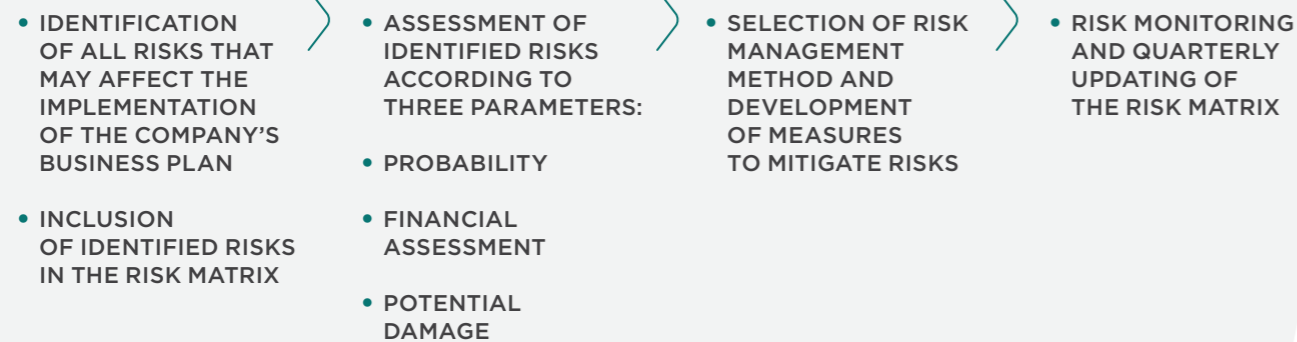 • IDENTIFICATION
OF ALL RISKS THAT
MAY AFFECT THE
IMPLEMENTATION
OF THE COMPANY’S
BUSINESS PLAN
• INCLUSION
OF IDENTIFIED RISKS
IN THE RISK MATRIX
• ASSESSMENT OF
IDENTIFIED RISKS
ACCORDING TO
THREE PARAMETERS:
• PROBABILITY
• FINANCIAL
ASSESSMENT
• POTENTIAL
DAMAGE
• SELECTION OF RISK
MANAGEMENT
METHOD AND
DEVELOPMENT
OF MEASURES
TO MITIGATE RISKS
• RISK MONITORING
AND QUARTERLY
UPDATING OF
THE RISK MATRIX